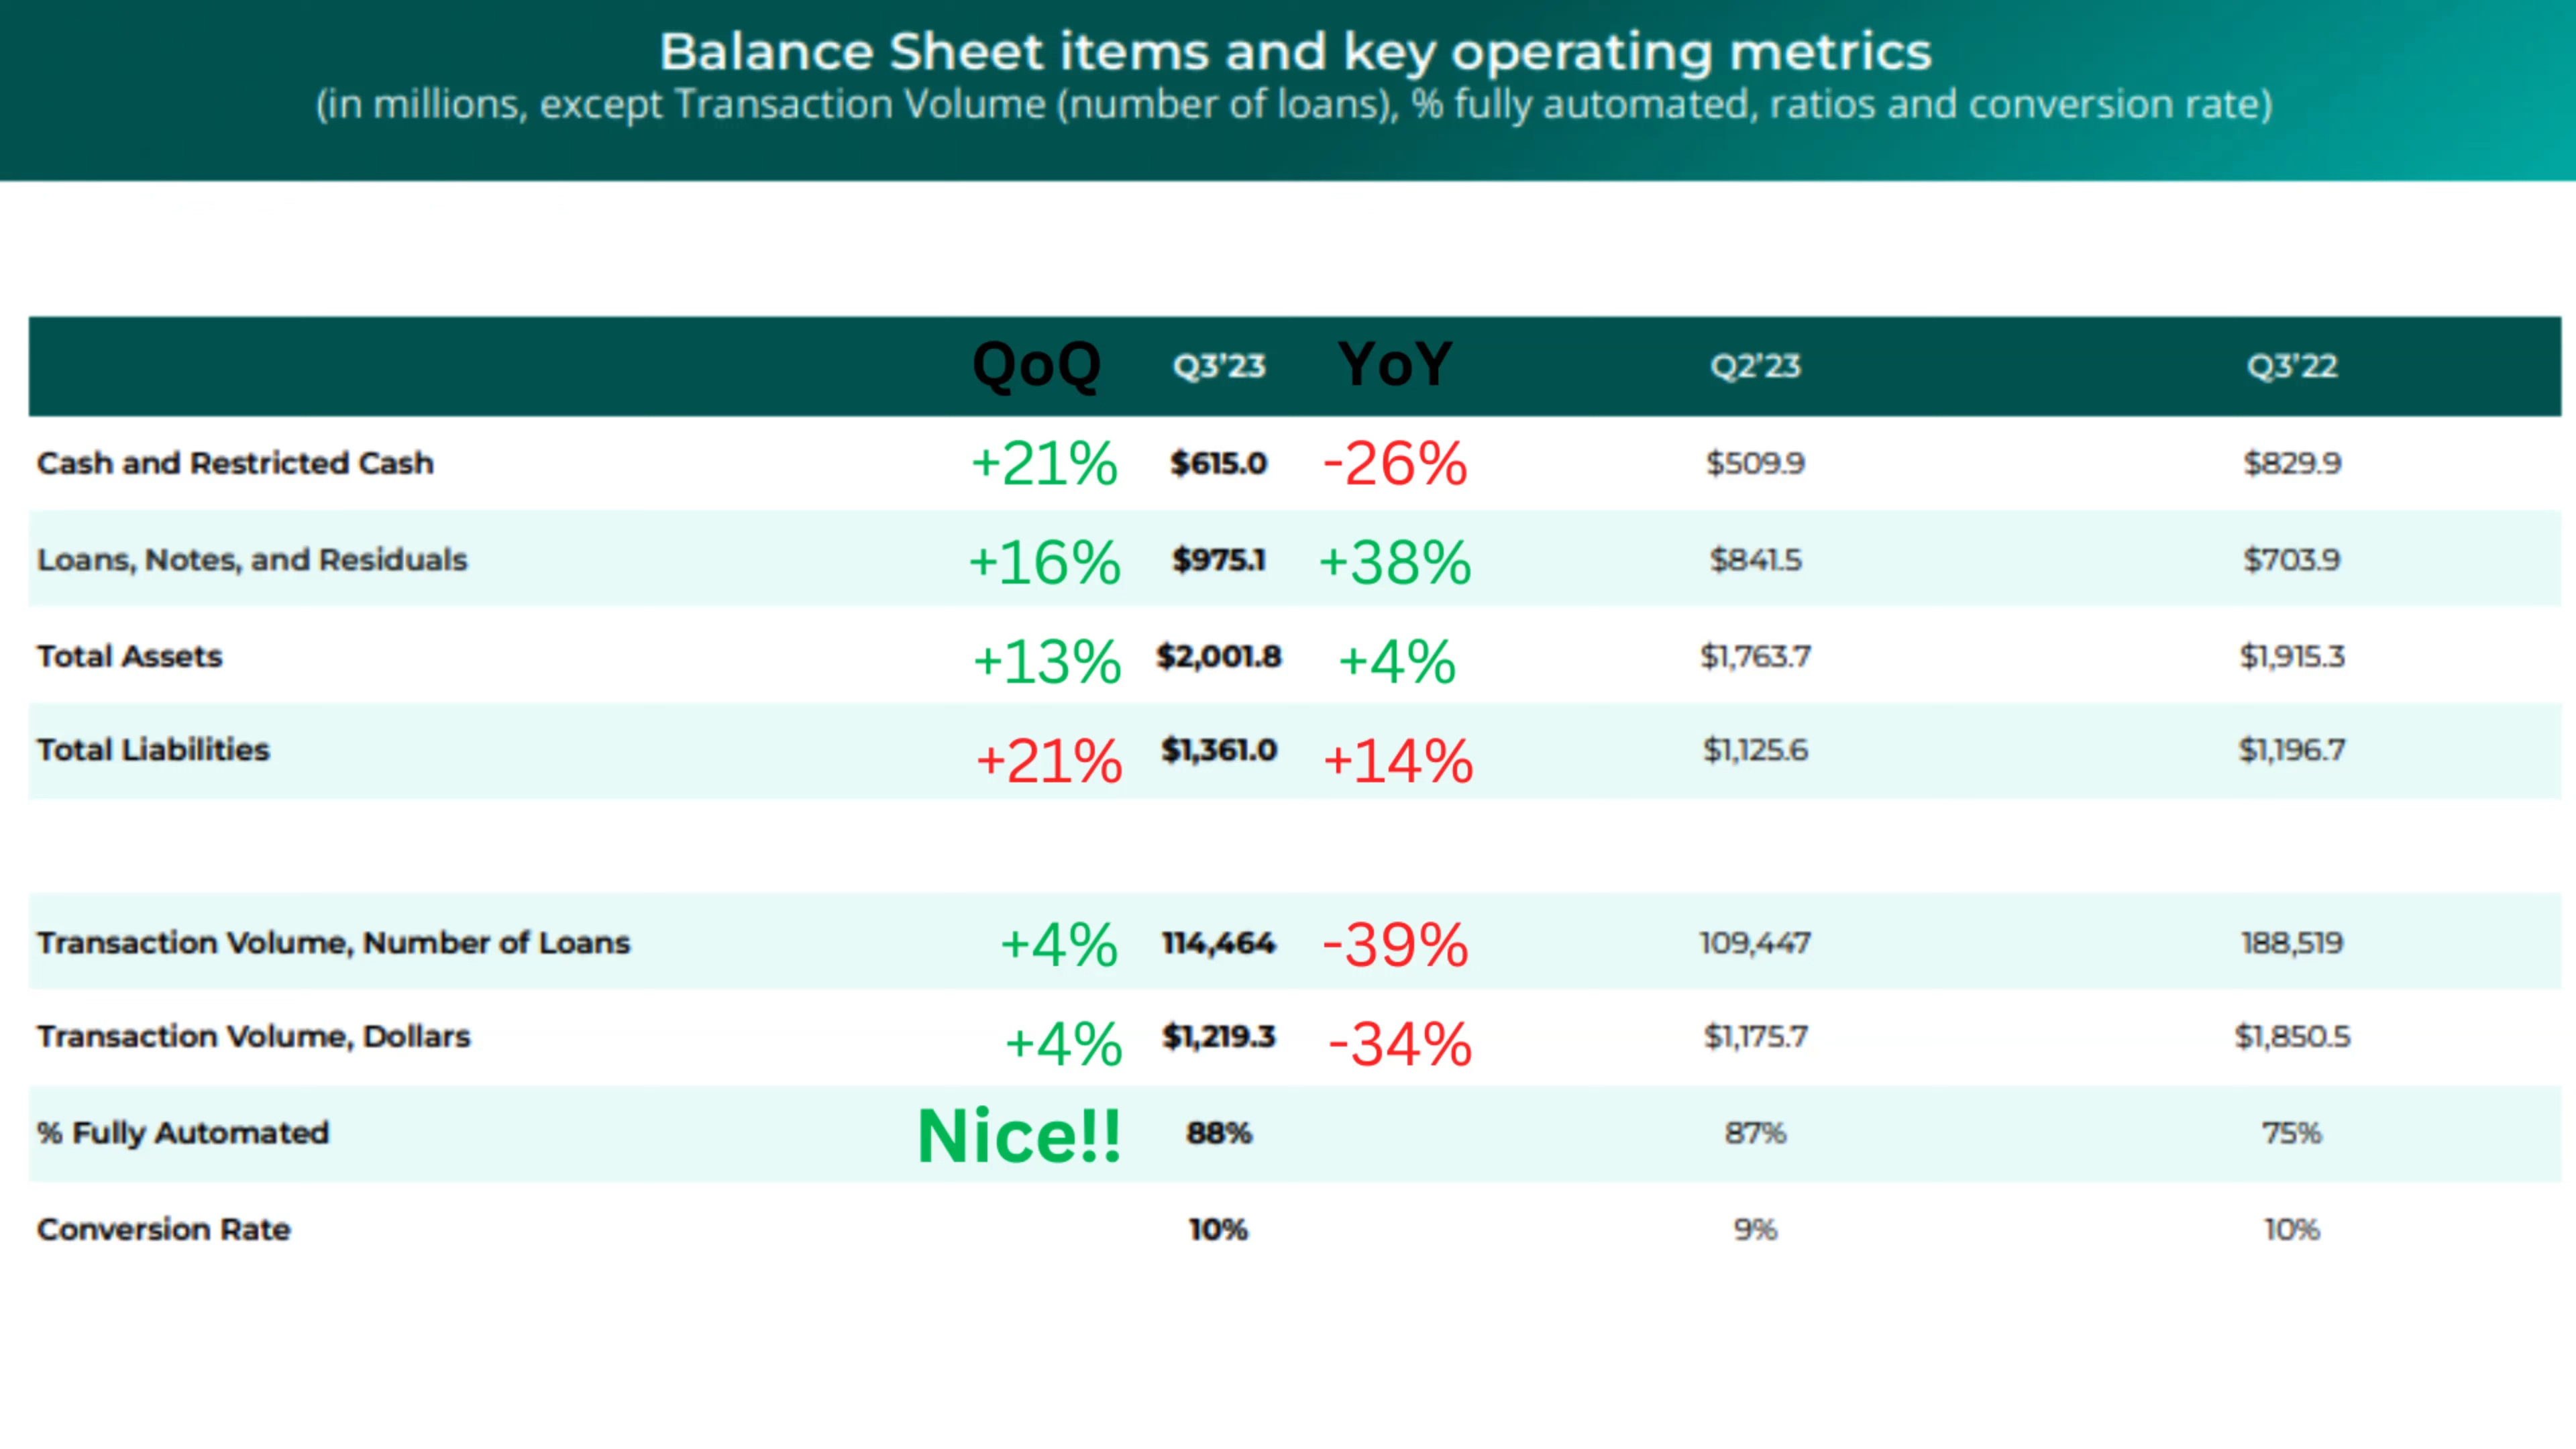 Balance Sheet items and key operating metrics
(in millions, except Transaction Volume (number of loans), % fully automated, ratios and conversion rate)
QoQ Q3’23 YoY Q2’23 Q3’22
Cash and Restricted Cash +21% $615.0 -26% $509.9 $829.9
Loans, Notes, and Residuals +16% $975.1 +38% $841.5 $703.9
Total Assets +13% $2,001.8 +4% $1,763.7 $1,915.3
Total Liabilities +21% $1,361.0 +14% $1,125.6 $1,196.7
Transaction Volume, Number of Loans +4% 114,464 -39% 109,447 188,519
Transaction Volume, Dollars +4% $1,219.3 -34% $1,175.7 $1,850.5
% Fully Automated Nice!! 88% 87% 75%
Conversion Rate 10% 9% 10%